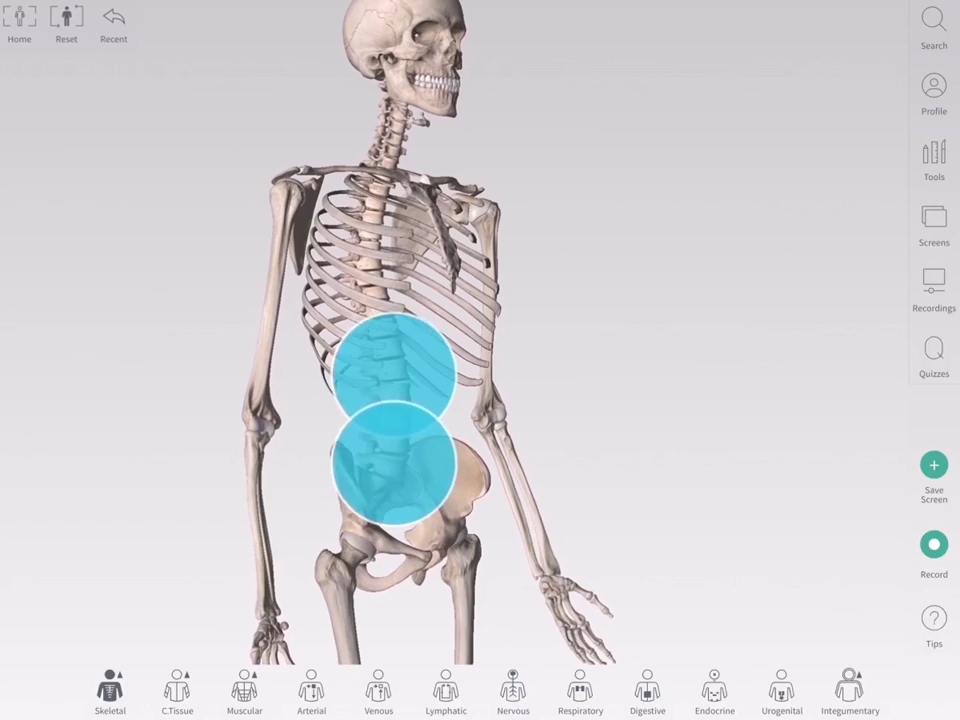 Home
Reset
Recent
Search
Profile
Tools
Screens
Recordings
Quizzes
Save
Screen
Record
Tips
Skeletal
C.Tissue
Muscular
Arterial
Venous
Lymphatic
Nervous
Respiratory
Digestive
Endocrine
Urogenital
Integumentary